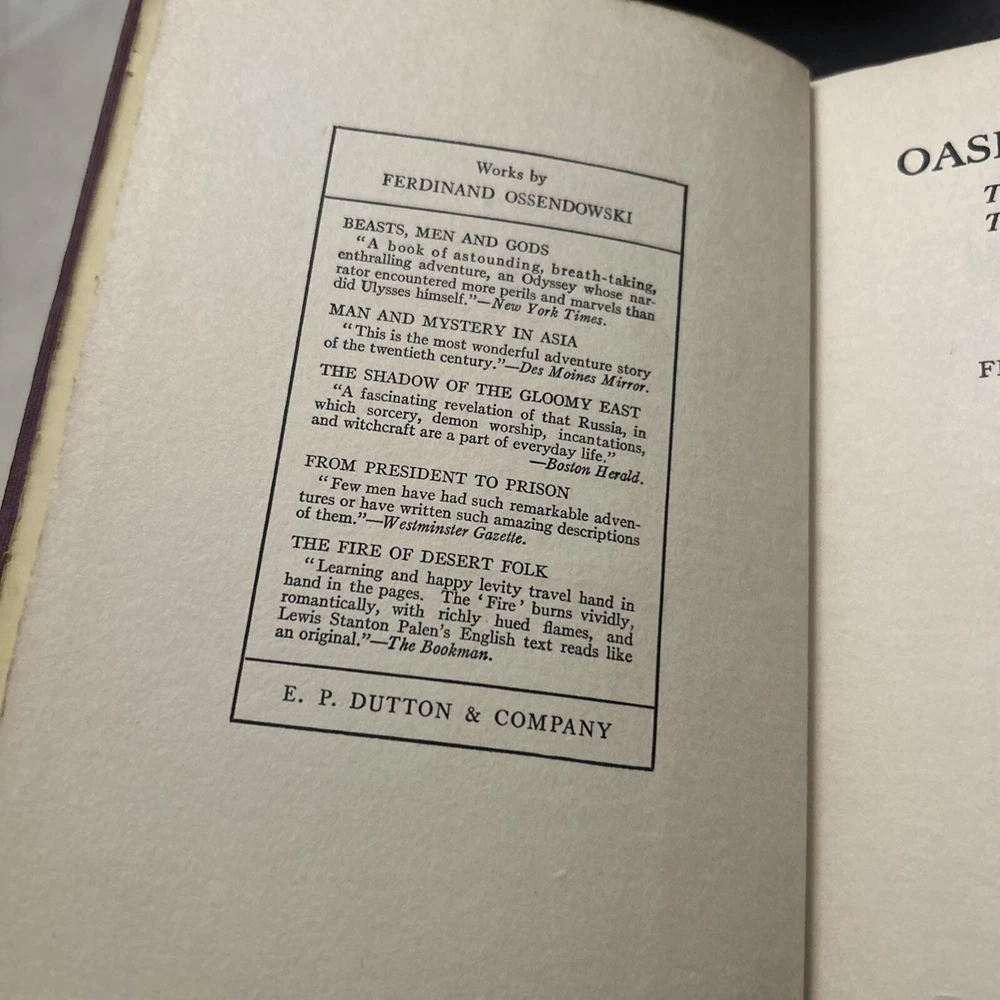 Works by
FERDINAND OSSENDOWSKI
BEASTS, MEN AND GODS
“A book of astounding, breath-taking,
enthralling adventure, an Odyssey whose nar-
rator encountered more perils and marvels than
did Ulysses himself.”—New York Times.
MAN AND MYSTERY IN ASIA
“This is the most wonderful adventure story
of the twentieth century.”—Des Moines Mirror.
THE SHADOW OF THE GLOOMY EAST
“A fascinating revelation of that Russia, in
which sorcery, demon worship, incantations,
and witchcraft are a part of everyday life.”
—Boston Herald.
FROM PRESIDENT TO PRISON
“Few men have had such remarkable adven-
tures or have written such amazing descriptions
of them.”—Westminster Gazette.
THE FIRE OF DESERT FOLK
“Learning and happy levity travel hand in
hand in the pages. The ‘Fire’ burns vividly,
romantically, with richly hued flames, and
Lewis Stanton Palen’s English text reads like
an original.”—The Bookman.
E. P. DUTTON & COMPANY